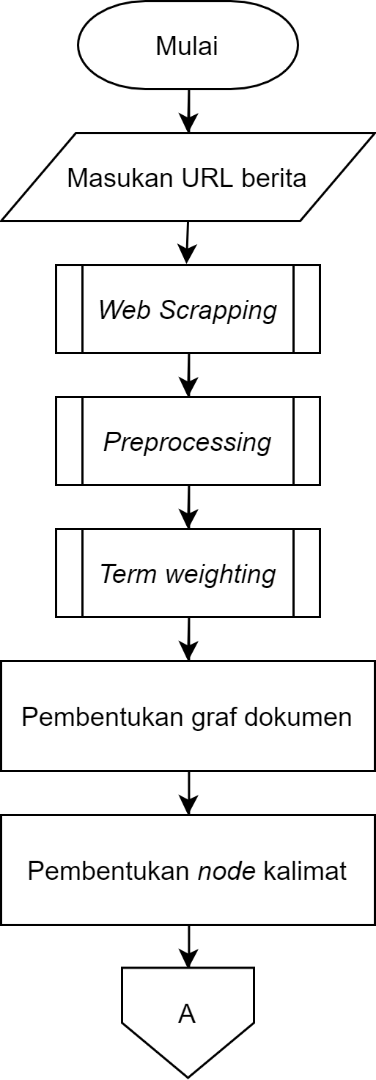 Mulai
Masukan URL berita
Web Scrapping
Preprocessing
Term weighting
Pembentukan graf dokumen
Pembentukan node kalimat
A